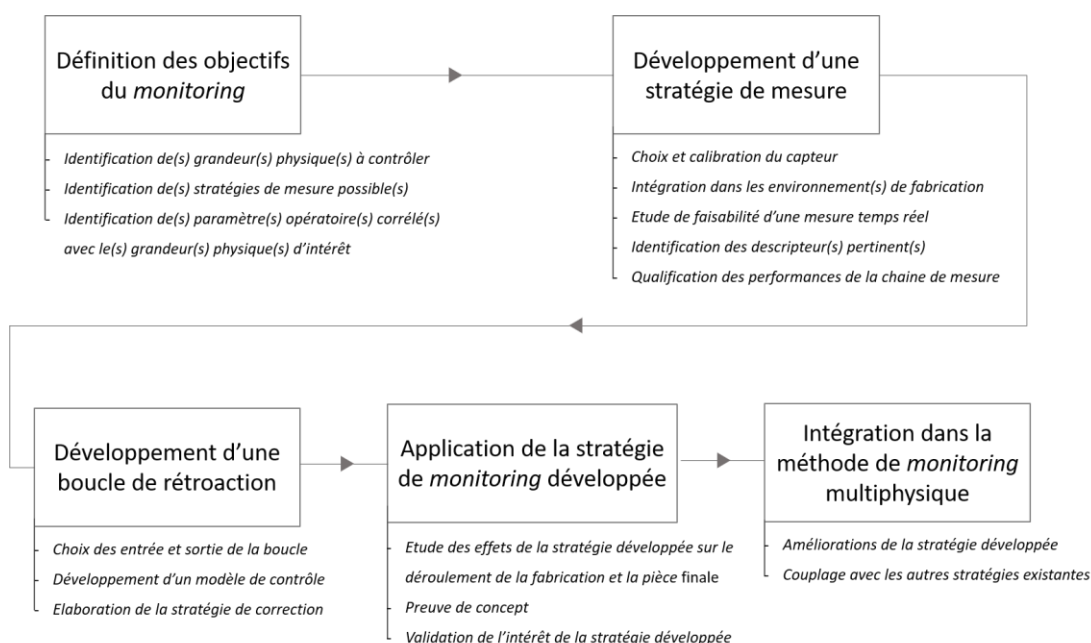 Définition des objectifs
du monitoring
- Identification de(s) grandeur(s) physique(s) à contrôler
- Identification de(s) stratégies de mesure possible(s)
- Identification de(s) paramètre(s) opératoire(s) corrélé(s)
avec le(s) grandeur(s) physique(s) d'intérêt
Développement d'une
stratégie de mesure
- Choix et calibration du capteur
- Intégration dans les environnement(s) de fabrication
- Etude de faisabilité d'une mesure temps réel
- Identification des descripteur(s) pertinent(s)
- Qualification des performances de la chaine de mesure
Développement d'une
boucle de rétroaction
- Choix des entrée et sortie de la boucle
- Développement d'un modèle de contrôle
- Elaboration de la stratégie de correction
Application de la stratégie
de monitoring développée
- Etude des effets de la stratégie développée sur le
déroulement de la fabrication et la pièce finale
- Preuve de concept
- Validation de l'intérêt de la stratégie développée
Intégration dans la
méthode de monitoring
multiphysique
- Améliorations de la stratégie développée
- Couplage avec les autres stratégies existantes